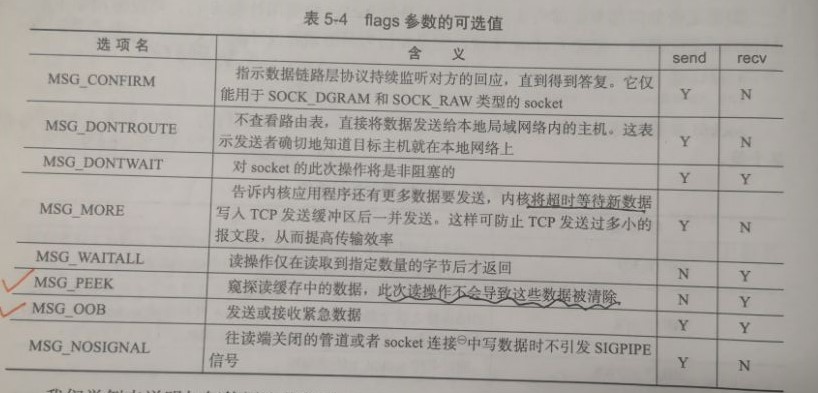 表 5-4 flags 参数的可选值
选 项 名 含 义 send recv
MSG_CONFIRM 指示数据链路层协议持续监听对方的回应，直到得到答复。它仅
能用于 SOCK_DGRAM 和 SOCK_RAW 类型的 socket Y N
MSG_DONTROUTE 不查看路由表，直接将数据发送给本地局域网络内的主机。这表
示发送者确切地知道目标主机就在本地网络上 Y N
MSG_DONTWAIT 对 socket 的此次操作将是非阻塞的 Y Y
告诉内核应用程序还有更多数据要发送，内核将超时等待新数据
MSG_MORE 写入 TCP 发送缓冲区后一并发送。这样可防止 TCP 发送过多小的 Y N
报文段，从而提高传输效率
MSG_WAITALL 读操作仅在读取到指定数量的字节后才返回 N Y
MSG_PEEK 窥探读缓存中的数据，此次读操作不会导致这些数据被清除 N Y
MSG_OOB 发送或接收紧急数据 Y Y
MSG_NOSIGNAL 往读端关闭的管道或者 socket 连接⊖中写数据时不引发 SIGPIPE
信号 Y N